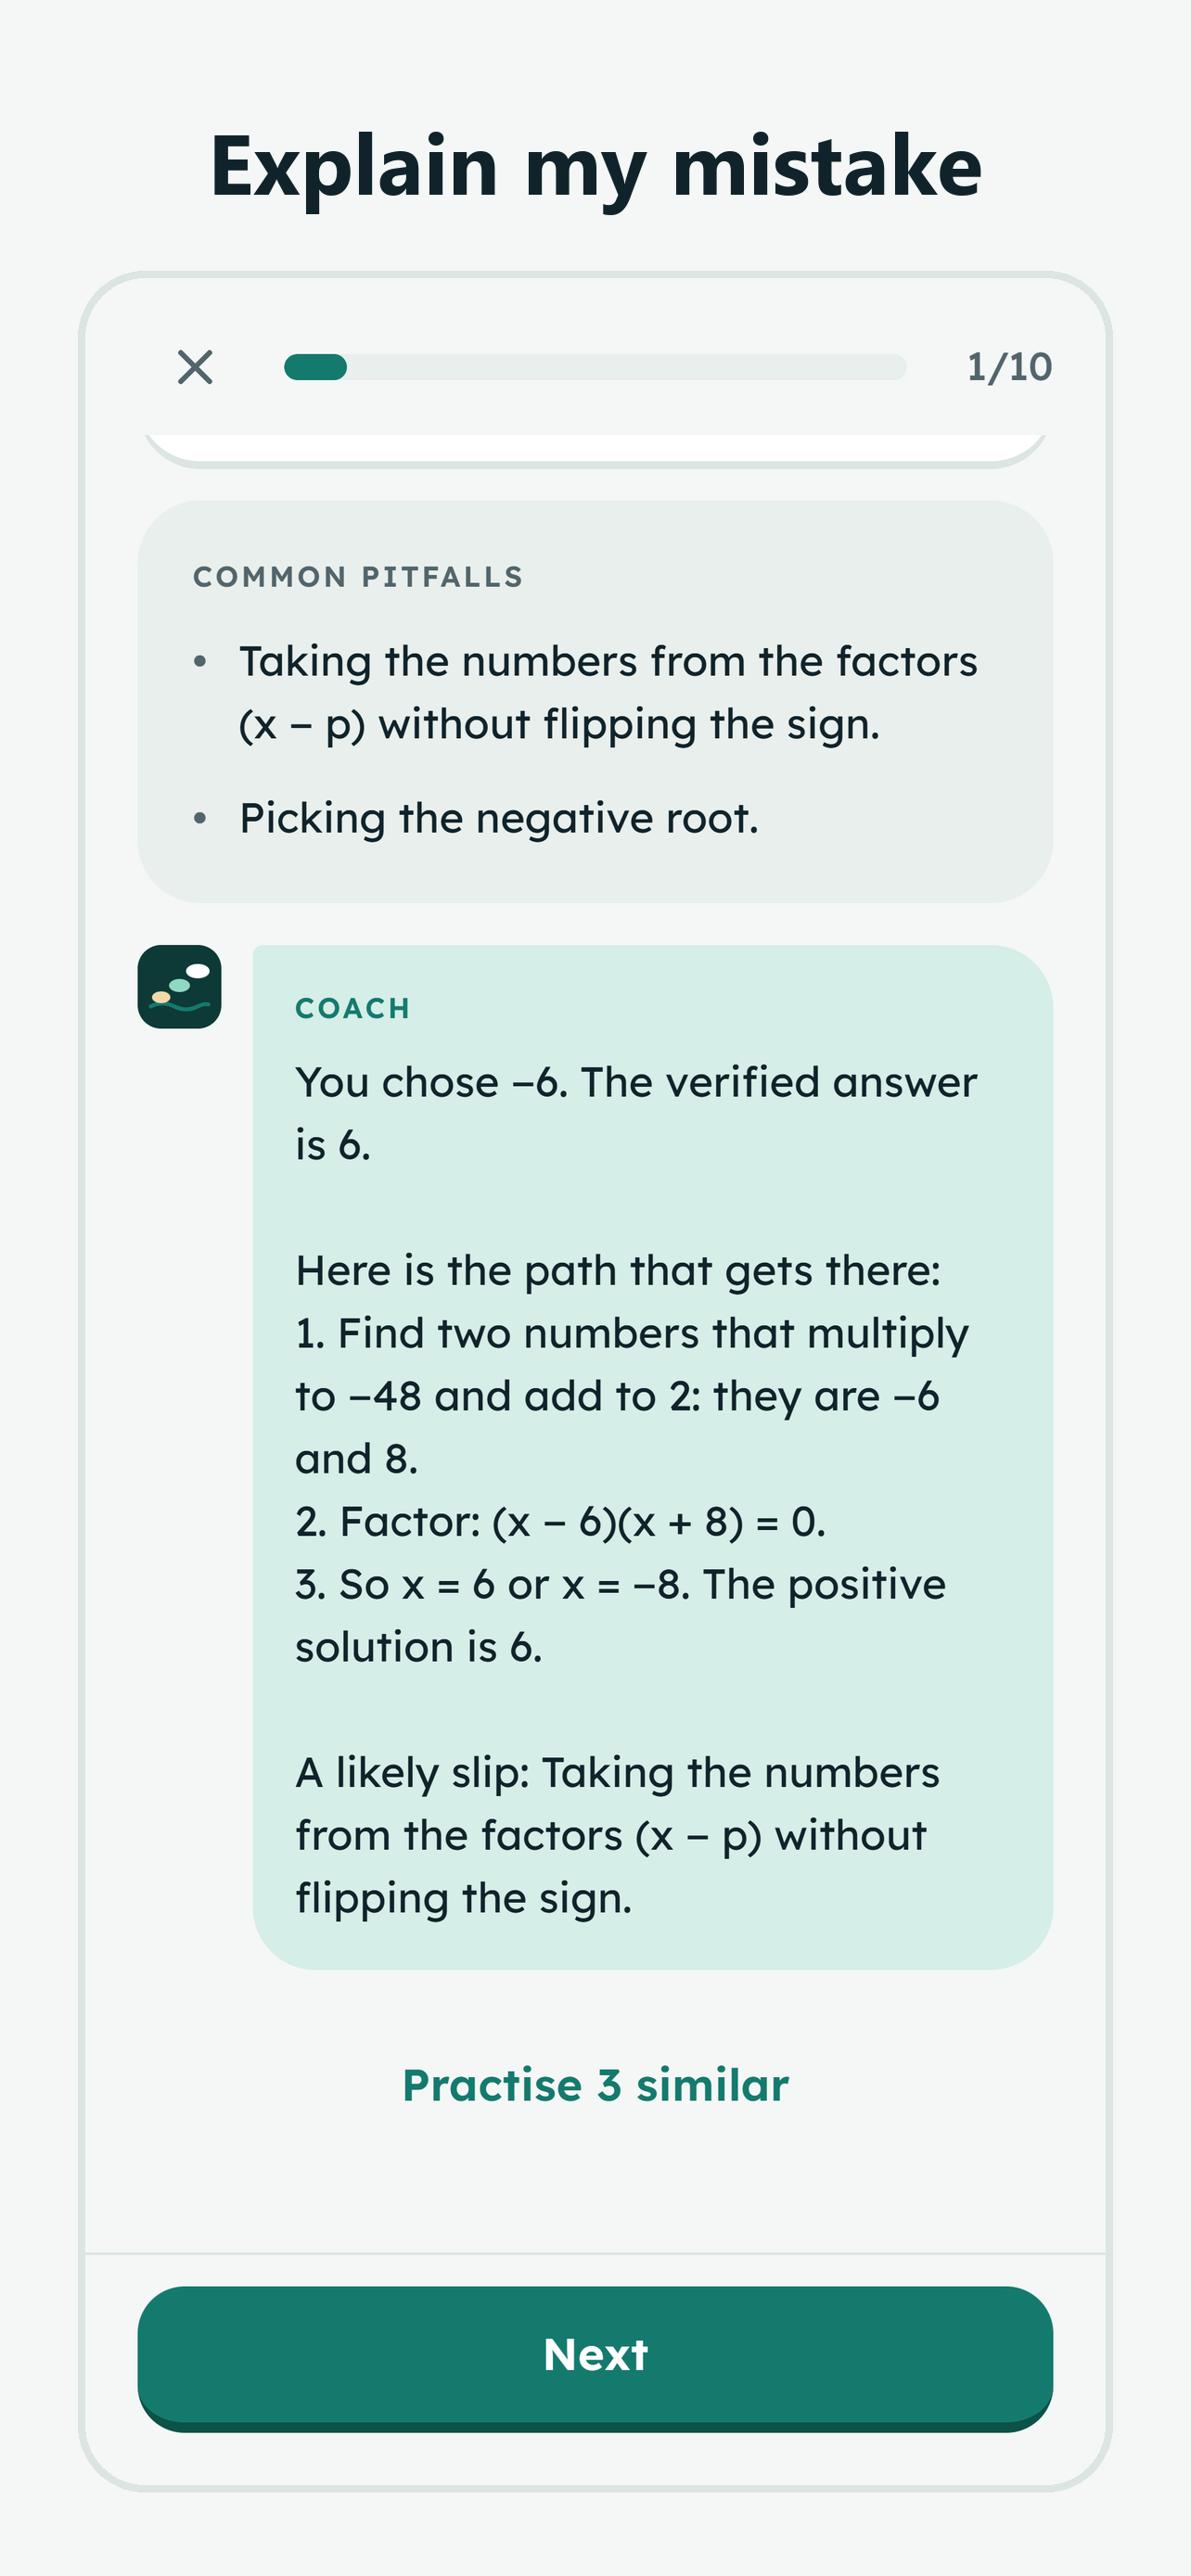 Explain my mistake
1/10
COMMON PITFALLS
• Taking the numbers from the factors
(x − p) without flipping the sign.
• Picking the negative root.
COACH
You chose −6. The verified answer
is 6.
Here is the path that gets there:
1. Find two numbers that multiply
to −48 and add to 2: they are −6
and 8.
2. Factor: (x − 6)(x + 8) = 0.
3. So x = 6 or x = −8. The positive
solution is 6.
A likely slip: Taking the numbers
from the factors (x − p) without
flipping the sign.
Practise 3 similar
Next